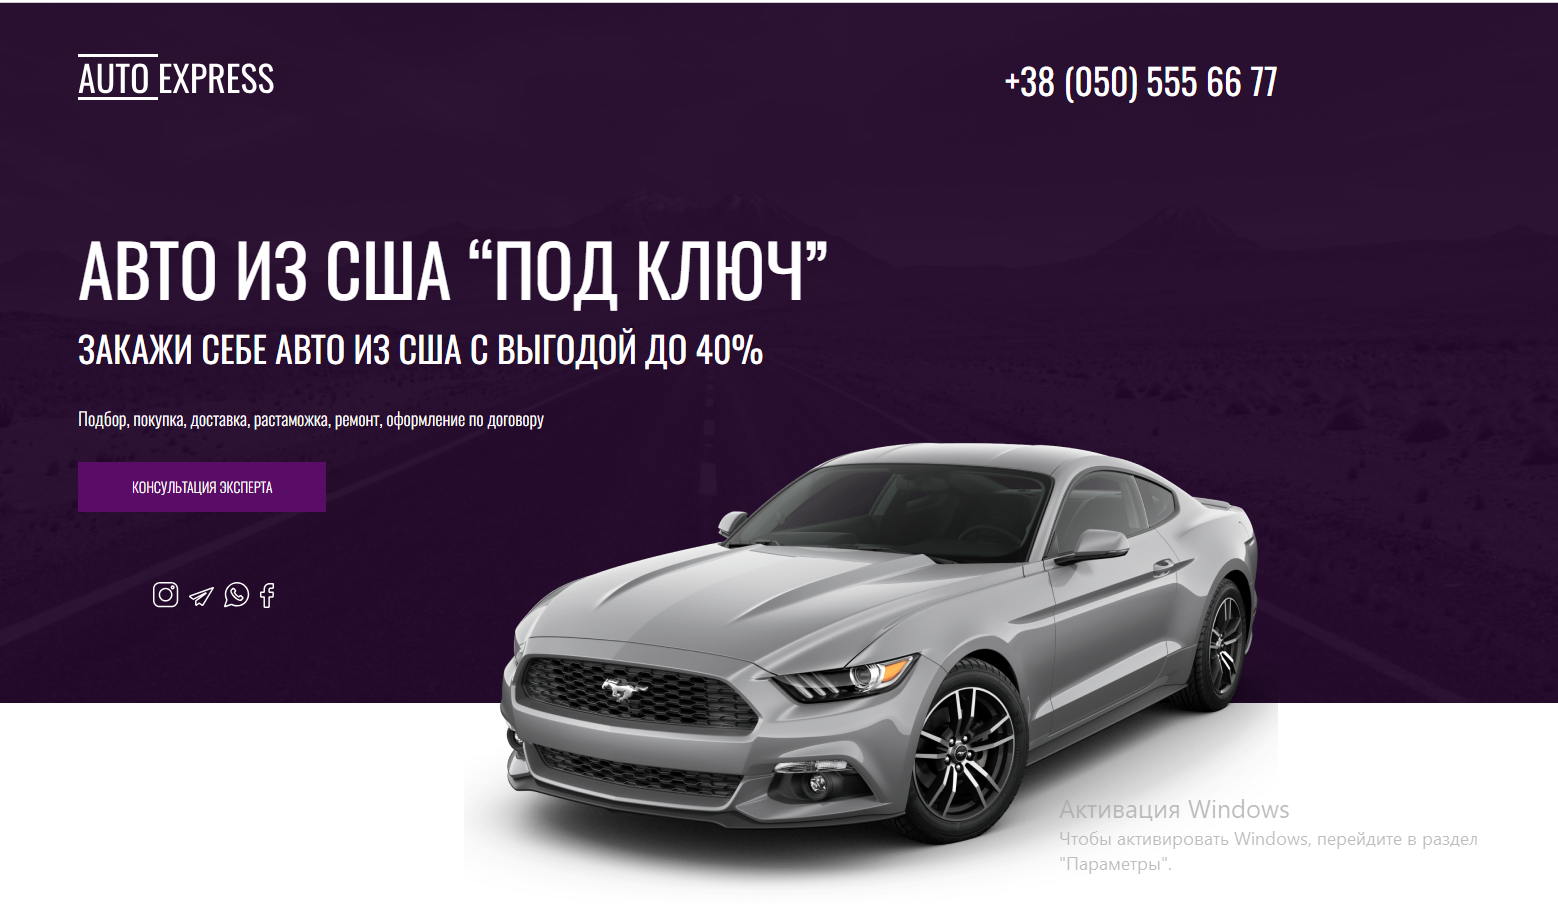 AUTO EXPRESS
+38 (050) 555 66 77
АВТО ИЗ США “ПОД КЛЮЧ”
ЗАКАЖИ СЕБЕ АВТО ИЗ США С ВЫГОДОЙ ДО 40%
Подбор, покупка, доставка, растаможка, ремонт, оформление по договору
КОНСУЛЬТАЦИЯ ЭКСПЕРТА
Активация Windows
Чтобы активировать Windows, перейдите в раздел
"Параметры".